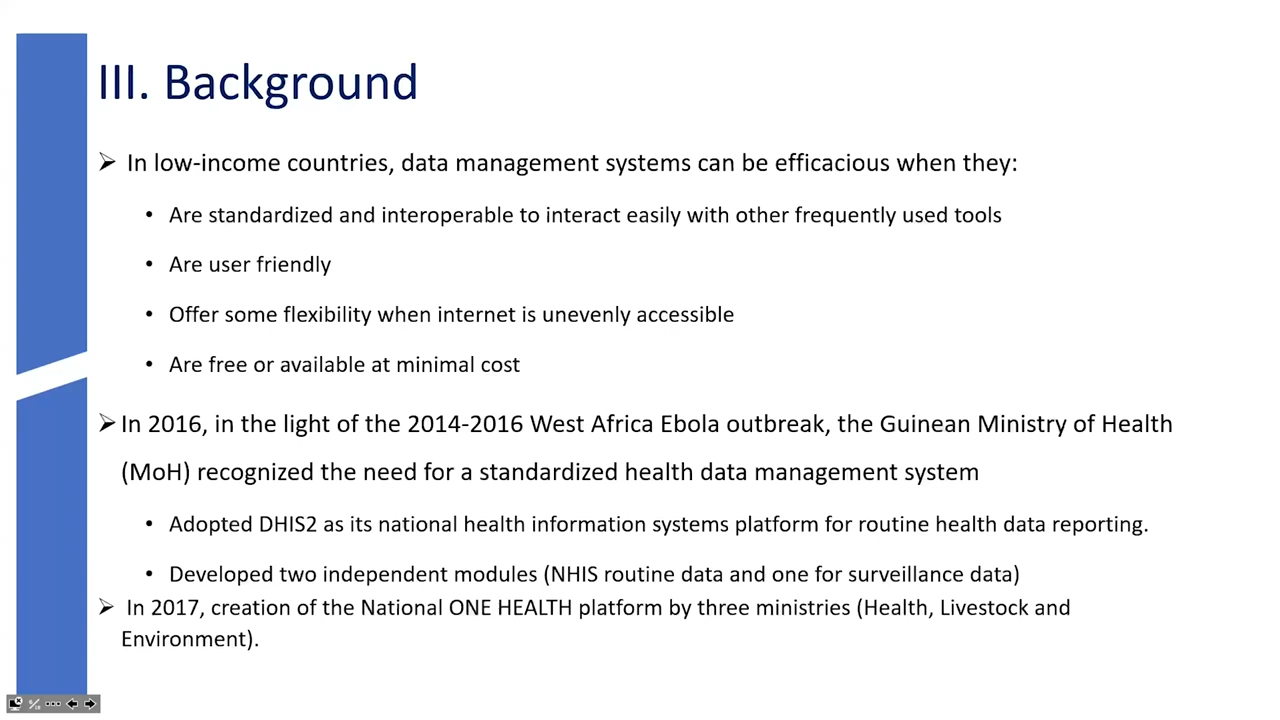 III. Background
➢ In low-income countries, data management systems can be efficacious when they:
• Are standardized and interoperable to interact easily with other frequently used tools
• Are user friendly
• Offer some flexibility when internet is unevenly accessible
• Are free or available at minimal cost
➢ In 2016, in the light of the 2014-2016 West Africa Ebola outbreak, the Guinean Ministry of Health
(MoH) recognized the need for a standardized health data management system
• Adopted DHIS2 as its national health information systems platform for routine health data reporting.
• Developed two independent modules (NHIS routine data and one for surveillance data)
➢ In 2017, creation of the National ONE HEALTH platform by three ministries (Health, Livestock and
Environment).